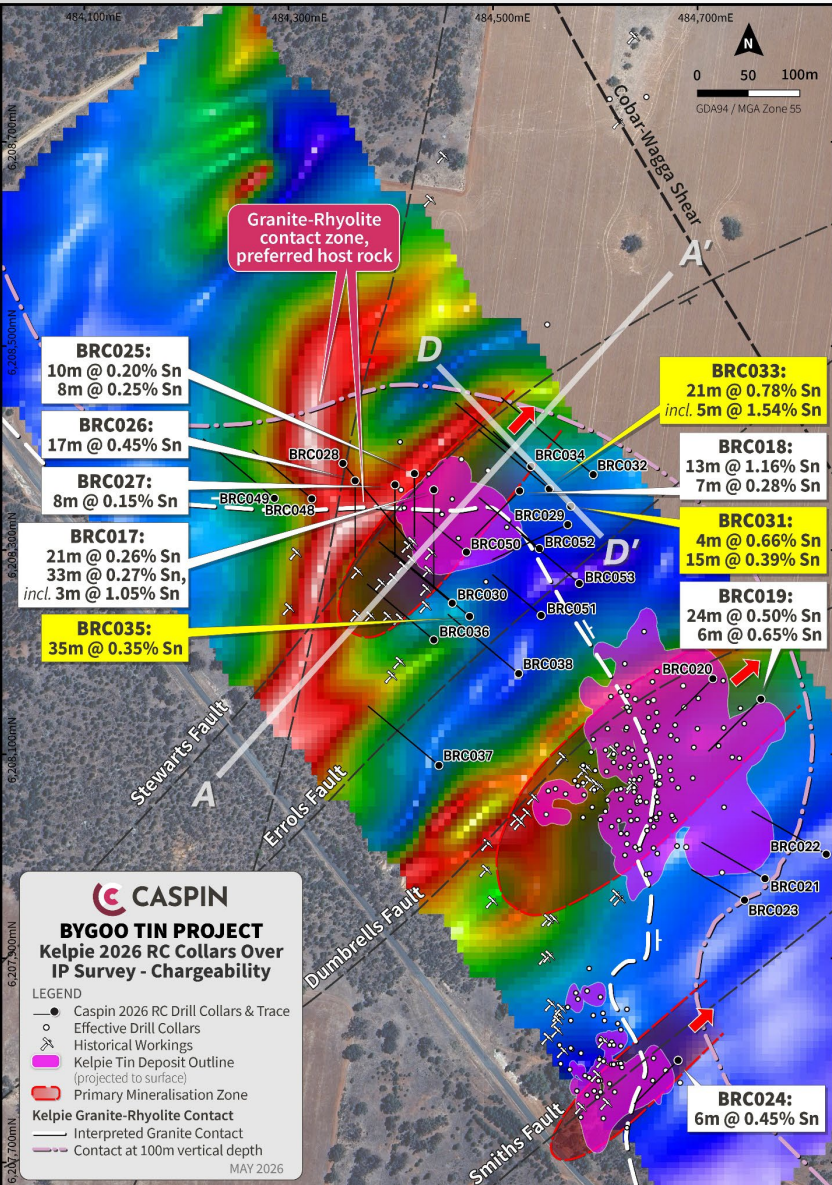 484,100mE
484,300mE
484,500mE
484,700mE
N
0 50 100m
GDA94 / MGA Zone 55
6,208,700mN
Cobar-Wagga Shear
Granite-Rhyolite
contact zone,
preferred host rock
A'
6,208,500mN
D
BRC025:
10m @ 0.20% Sn
8m @ 0.25% Sn
BRC033:
21m @ 0.78% Sn
incl. 5m @ 1.54% Sn
BRC026:
17m @ 0.45% Sn
BRC018:
13m @ 1.16% Sn
7m @ 0.28% Sn
BRC028
BRC034
BRC032
BRC027:
8m @ 0.15% Sn
BRC049
BRC048
BRC029
BRC031:
4m @ 0.66% Sn
15m @ 0.39% Sn
BRC017:
21m @ 0.26% Sn
33m @ 0.27% Sn,
incl. 3m @ 1.05% Sn
6,208,300mN
BRC050
BRC052
D'
BRC053
BRC019:
24m @ 0.50% Sn
6m @ 0.65% Sn
BRC030
BRC051
BRC035:
35m @ 0.35% Sn
BRC036
BRC038
BRC020
6,208,100mN
BRC037
A
Stewarts Fault
Errols Fault
BRC022
BRC021
BRC023
Dumbrells Fault
6,207,900mN
CASPIN
BYGOO TIN PROJECT
Kelpie 2026 RC Collars Over
IP Survey - Chargeability
LEGEND
Caspin 2026 RC Drill Collars & Trace
Effective Drill Collars
Historical Workings
Kelpie Tin Deposit Outline
(projected to surface)
Primary Mineralisation Zone
Kelpie Granite-Rhyolite Contact
Interpreted Granite Contact
Contact at 100m vertical depth
MAY 2026
BRC024:
6m @ 0.45% Sn
Smiths Fault
6,207,700mN